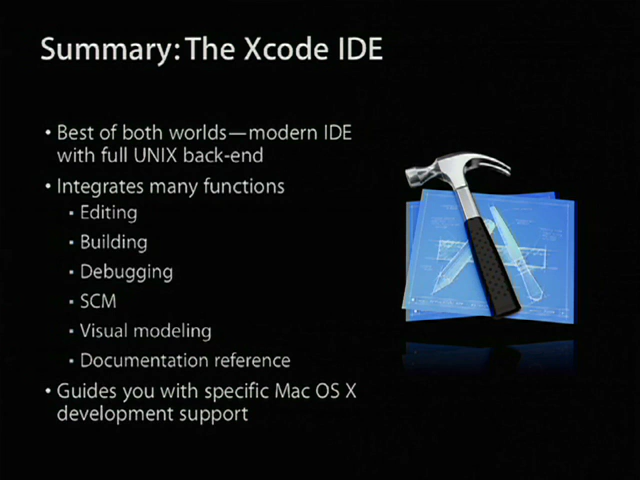 Summary: The Xcode IDE
• Best of both worlds—modern IDE
with full UNIX back-end
• Integrates many functions
▪ Editing
▪ Building
▪ Debugging
▪ SCM
▪ Visual modeling
▪ Documentation reference
• Guides you with specific Mac OS X
development support